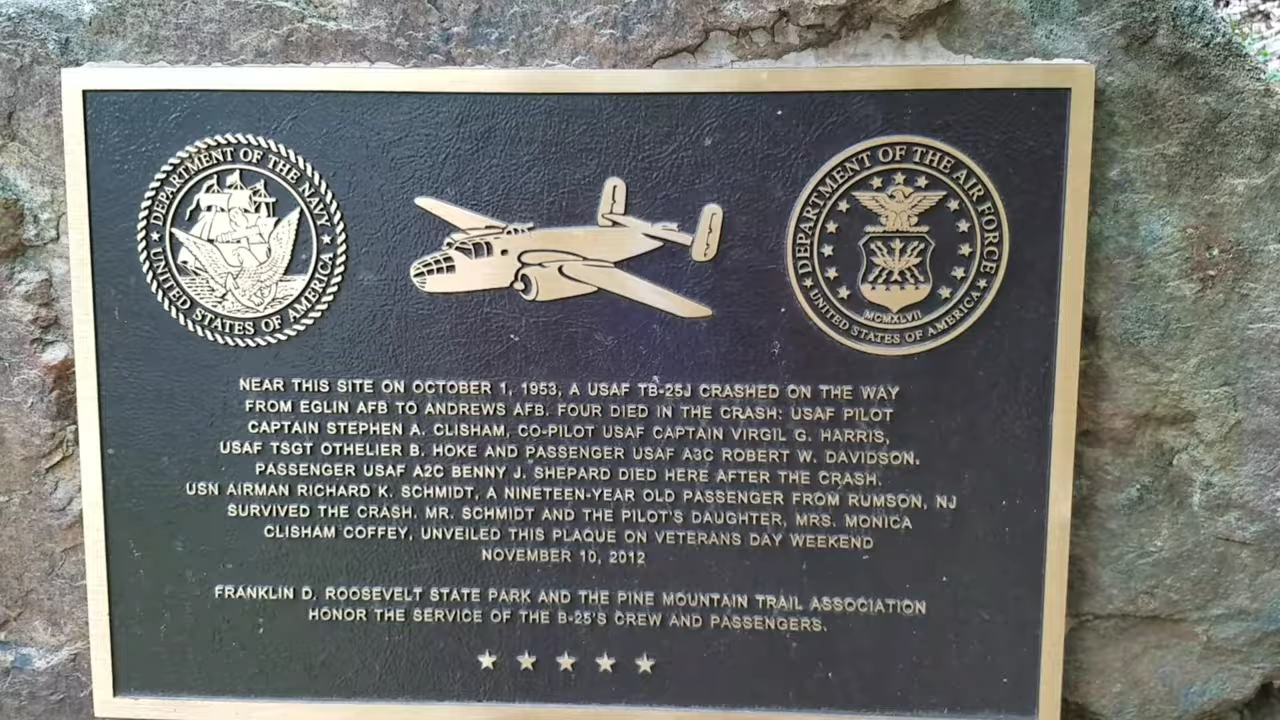 DEPARTMENT OF THE NAVY
UNITED STATES OF AMERICA
DEPARTMENT OF THE AIR FORCE
MCMXLVII
UNITED STATES OF AMERICA
NEAR THIS SITE ON OCTOBER 1, 1953, A USAF TB-25J CRASHED ON THE WAY
FROM EGLIN AFB TO ANDREWS AFB. FOUR DIED IN THE CRASH: USAF PILOT
CAPTAIN STEPHEN A. CLISHAM, CO-PILOT USAF CAPTAIN VIRGIL G. HARRIS,
USAF TSGT OTHELIER B. HOKE AND PASSENGER USAF A3C ROBERT W. DAVIDSON.
PASSENGER USAF A2C BENNY J. SHEPARD DIED HERE AFTER THE CRASH.
USN AIRMAN RICHARD K. SCHMIDT, A NINETEEN-YEAR OLD PASSENGER FROM RUMSON, NJ
SURVIVED THE CRASH. MR. SCHMIDT AND THE PILOT'S DAUGHTER, MRS. MONICA
CLISHAM COFFEY, UNVEILED THIS PLAQUE ON VETERANS DAY WEEKEND
NOVEMBER 10, 2012
FRANKLIN D. ROOSEVELT STATE PARK AND THE PINE MOUNTAIN TRAIL ASSOCIATION
HONOR THE SERVICE OF THE B-25'S CREW AND PASSENGERS.